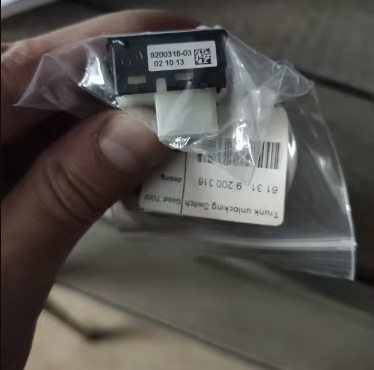 9200316-03
02 10 13
Trunk unlocking Switch
61 31 - 9 200 316